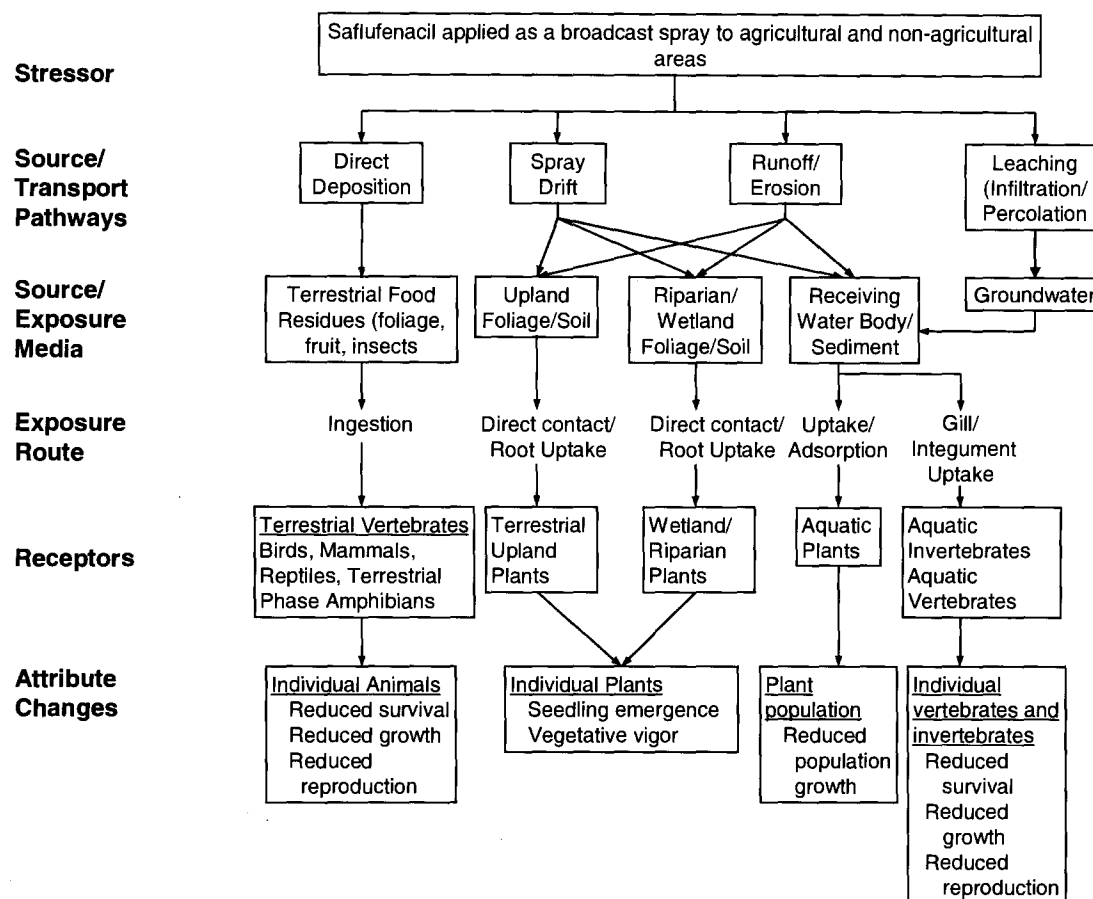 Saflufenacil applied as a broadcast spray to agricultural and non-agricultural
areas
Stressor
Source/
Transport
Pathways
Direct
Deposition
Spray
Drift
Runoff/
Erosion
Leaching
(Infiltration/
Percolation
Source/
Exposure
Media
Terrestrial Food
Residues (foliage,
fruit, insects
Upland
Foliage/Soil
Riparian/
Wetland
Foliage/Soil
Receiving
Water Body/
Sediment
Groundwater
Exposure
Route
Ingestion
Direct contact/
Root Uptake
Direct contact/
Root Uptake
Uptake/
Adsorption
Gill/
Integument
Uptake
Receptors
Terrestrial Vertebrates
Birds, Mammals,
Reptiles, Terrestrial
Phase Amphibians
Terrestrial
Upland
Plants
Wetland/
Riparian
Plants
Aquatic
Plants
Aquatic
Invertebrates
Aquatic
Vertebrates
Attribute
Changes
Individual Animals
Reduced survival
Reduced growth
Reduced
reproduction
Individual Plants
Seedling emergence
Vegetative vigor
Plant
population
Reduced
population
growth
Individual
vertebrates and
invertebrates
Reduced
survival
Reduced
growth
Reduced
reproduction